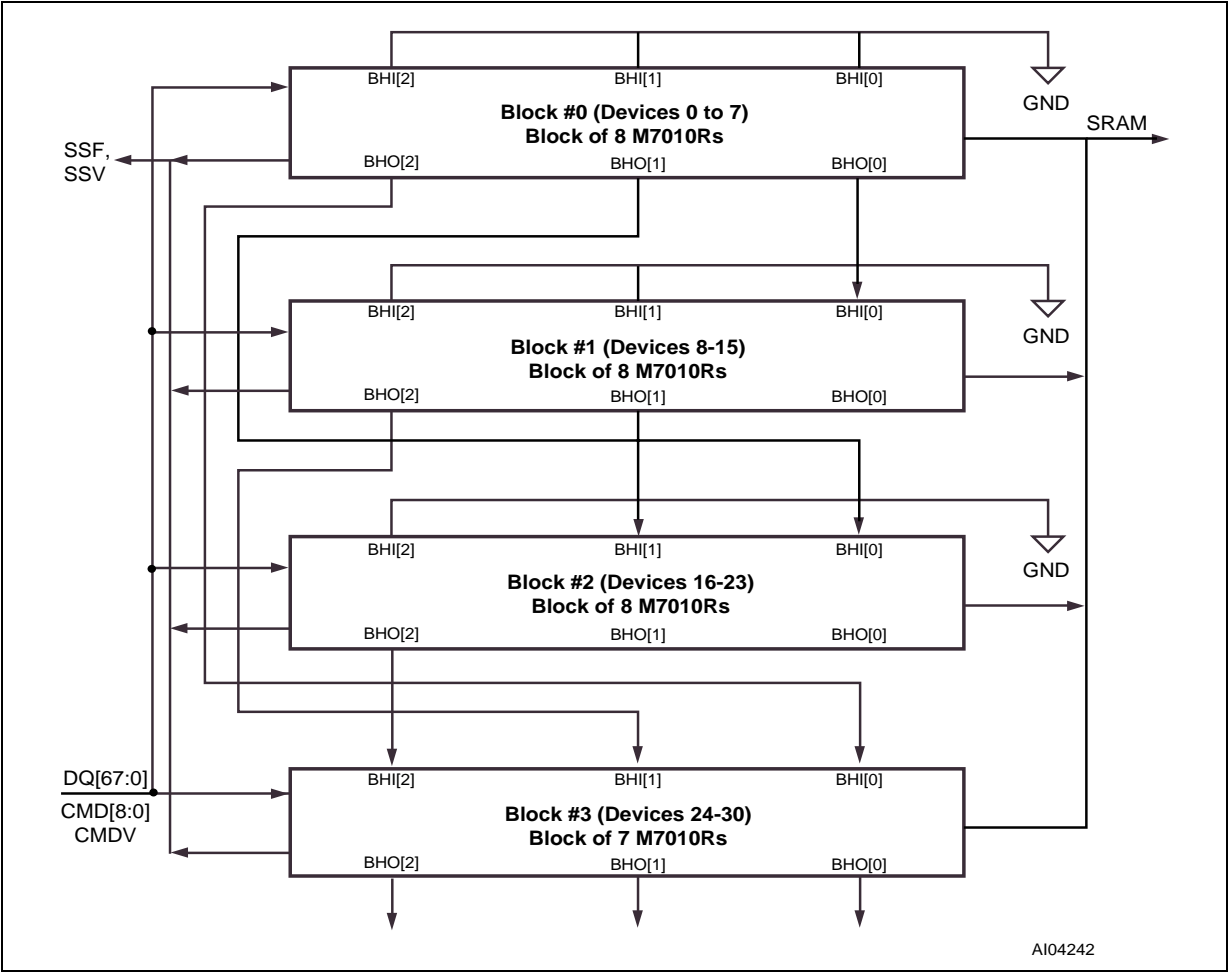 BHI[2] BHI[1] BHI[0]
GND
Block #0 (Devices 0 to 7)
Block of 8 M7010Rs
SRAM
SSF,
SSV
BHO[2] BHO[1] BHO[0]
BHI[2] BHI[1] BHI[0]
GND
Block #1 (Devices 8-15)
Block of 8 M7010Rs
BHO[2] BHO[1] BHO[0]
BHI[2] BHI[1] BHI[0]
GND
Block #2 (Devices 16-23)
Block of 8 M7010Rs
BHO[2] BHO[1] BHO[0]
DQ[67:0]
CMD[8:0]
CMDV
BHI[2] BHI[1] BHI[0]
Block #3 (Devices 24-30)
Block of 7 M7010Rs
BHO[2] BHO[1] BHO[0]
AI04242